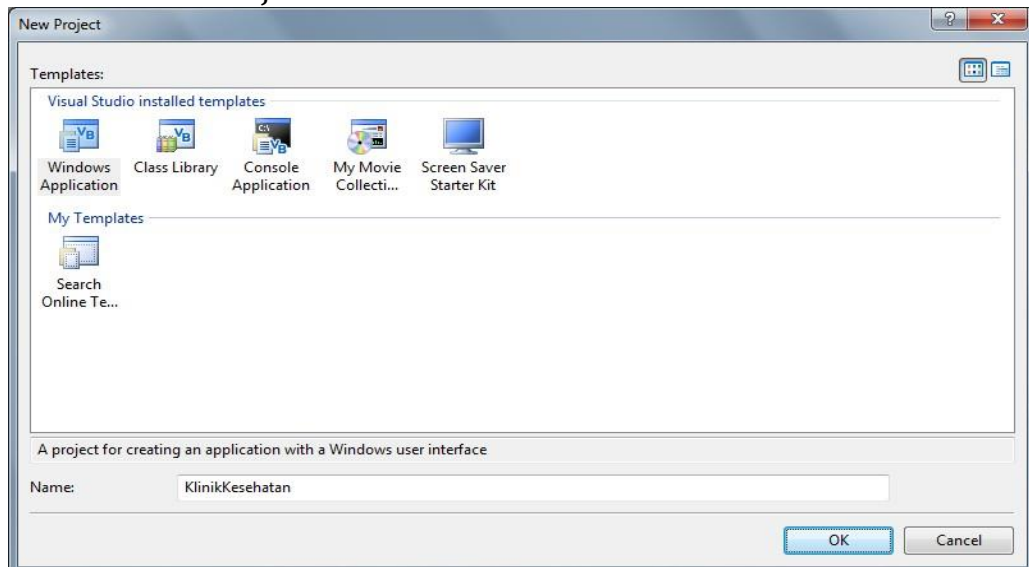 New Project
Templates:
Visual Studio installed templates
Windows Application
Class Library
Console Application
My Movie Collecti...
Screen Saver Starter Kit
My Templates
Search Online Te...
A project for creating an application with a Windows user interface
Name: KlinikKesehatan
OK Cancel